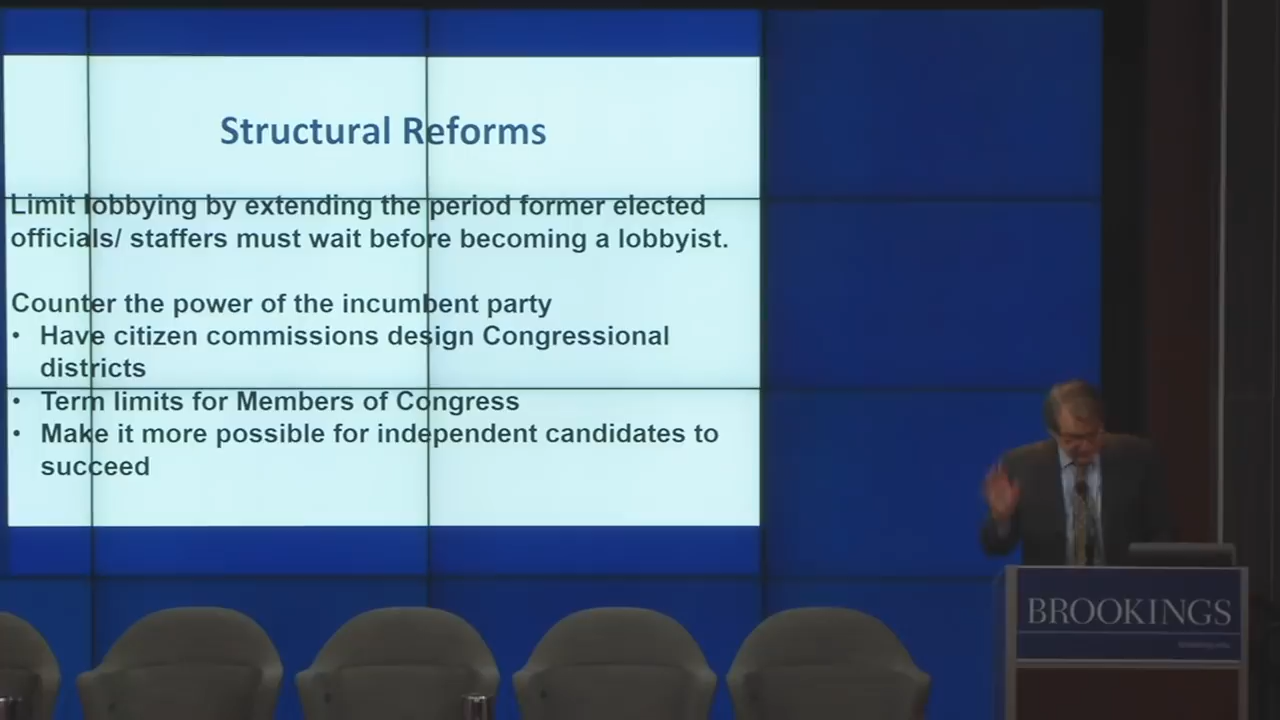 Structural Reforms
Limit lobbying by extending the period former elected
officials/ staffers must wait before becoming a lobbyist.
Counter the power of the incumbent party
• Have citizen commissions design Congressional
districts
• Term limits for Members of Congress
• Make it more possible for independent candidates to
succeed
BROOKINGS